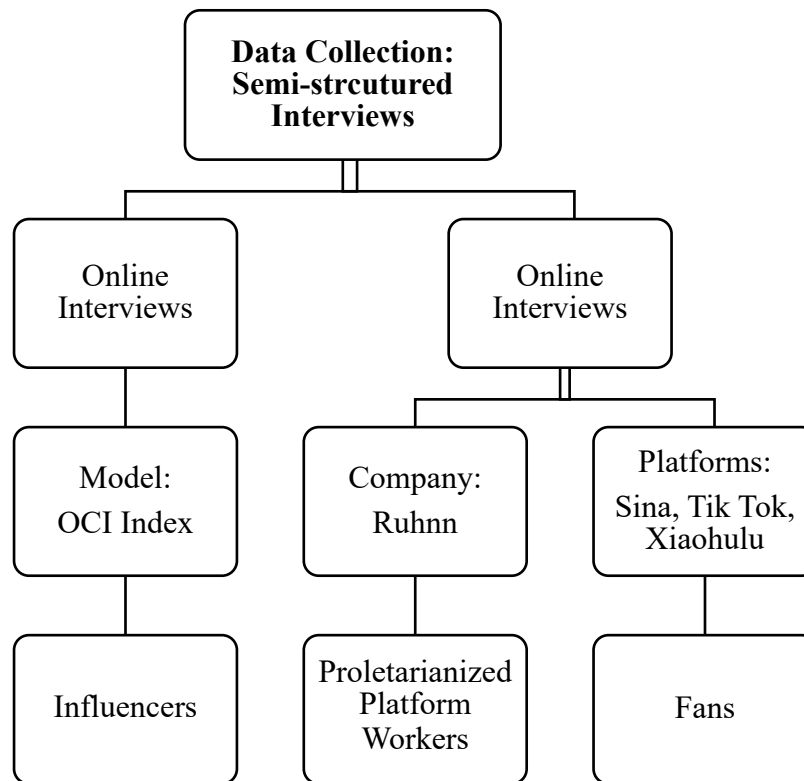 Data Collection:
Semi-strcutured
Interviews
Online
Interviews
Online
Interviews
Model:
OCI Index
Company:
Ruhnn
Platforms:
Sina, Tik Tok,
Xiaohulu
Influencers
Proletarianized
Platform
Workers
Fans